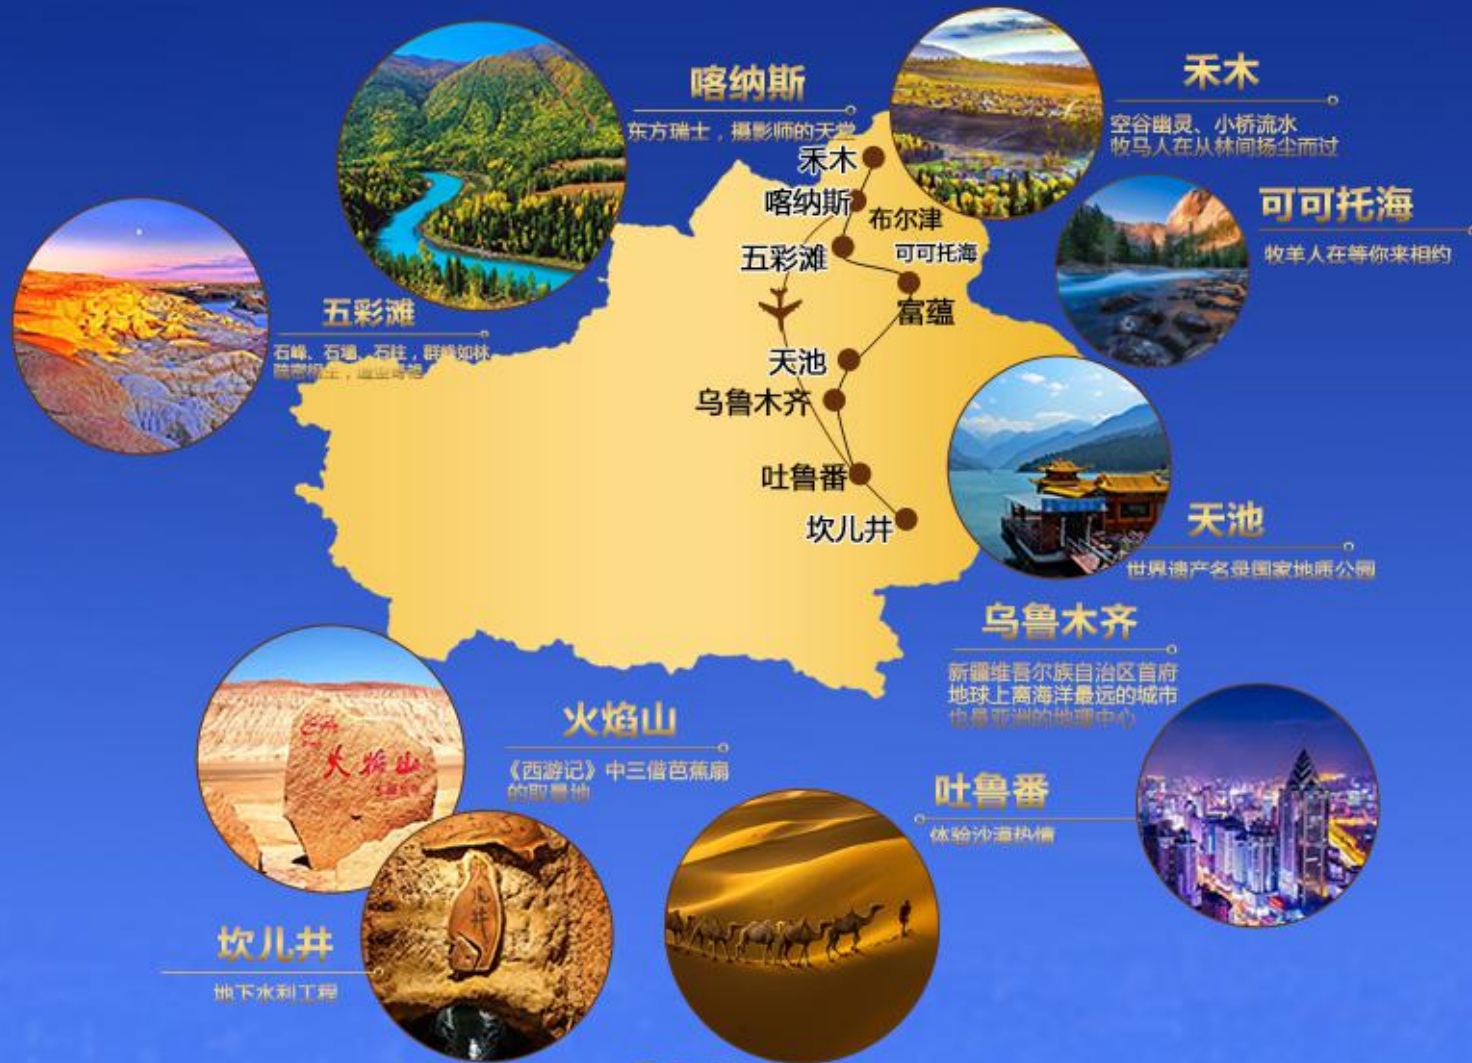 喀纳斯
东方瑞士，摄影师的天堂
禾木
空谷幽灵、小桥流水
牧马人在从林间扬尘而过
可可托海
牧羊人在等你来相约
禾木
喀纳斯
布尔津
五彩滩
可可托海
富蕴
天池
乌鲁木齐
吐鲁番
坎儿井
五彩滩
石峰、石墙、石柱，群峰如林
天池
世界遗产名录国家地质公园
乌鲁木齐
新疆维吾尔族自治区首府
地球上离海洋最远的城市
也是亚洲的地理中心
火焰山
《西游记》中三借芭蕉扇
的取景地
火焰山
吐鲁番
体验沙漠热情
坎儿井
地下水利工程